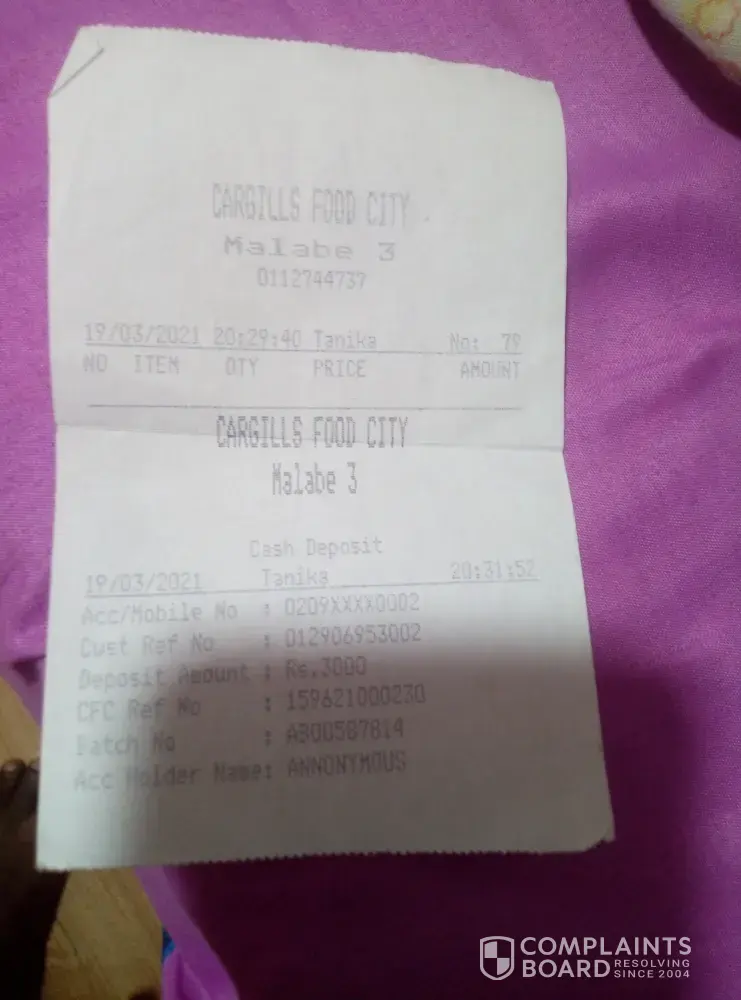 CARGILLS FOOD CITY
Malabe 3
0112744737
19/03/2021 20:29:40 Tanika No: 79
NO ITEM QTY PRICE AMOUNT
CARGILLS FOOD CITY
Malabe 3
Cash Deposit
19/03/2021 Tanika 20:31:52
Acc/Mobile No : 0209XXXX0002
Cust Ref No : 012906953002
Deposit Amount : Rs.3000
CFC Ref No : 159621000230
Batch No : AB00587814
Acc Holder Name: ANNONYMOUS
COMPLAINTS
BOARD RESOLVING
SINCE 2004